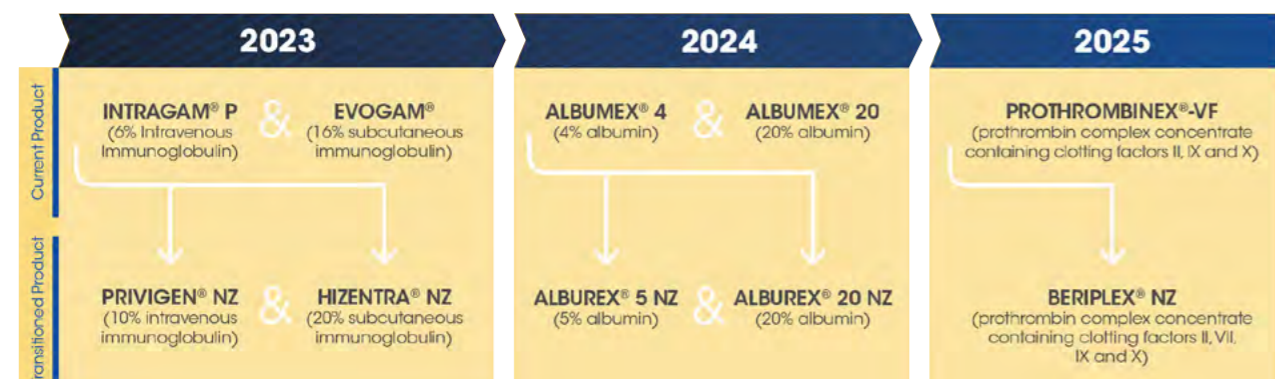 2023
2024
2025
Current Product
INTRAGAM® P
(6% Intravenous
Immunoglobulin)
&
EVOGAM®
(16% subcutaneous
immunoglobulin)
ALBUMEX® 4
(4% albumin)
&
ALBUMEX® 20
(20% albumin)
PROTHROMBINEX®-VF
(prothrombin complex concentrate
containing clotting factors II, IX and X)
ransitioned Product
PRIVIGEN® NZ
(10% intravenous
immunoglobulin)
&
HIZENTRA® NZ
(20% subcutaneous
immunoglobulin)
ALBUREX® 5 NZ
(5% albumin)
&
ALBUREX® 20 NZ
(20% albumin)
BERIPLEX® NZ
(prothrombin complex concentrate
containing clotting factors II, VII,
IX and X)